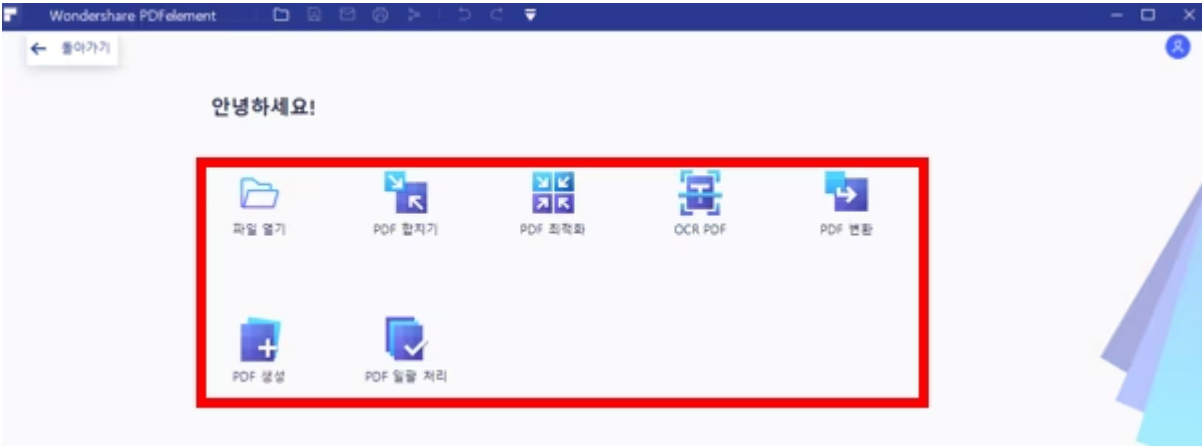 Wondershare PDFelement
돌아가기
안녕하세요!
파일 열기
PDF 합치기
PDF 최적화
OCR PDF
PDF 변환
PDF 생성
PDF 일괄 처리